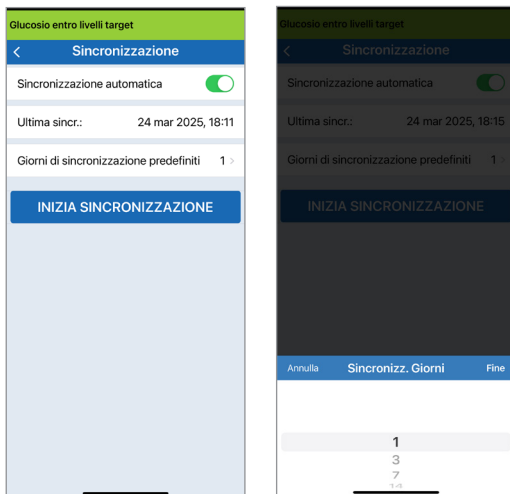 Glucosio entro livelli target
Sincronizzazione
Sincronizzazione automatica
Ultima sincr.: 24 mar 2025, 18:11
Giorni di sincronizzazione predefiniti 1
INIZIA SINCRONIZZAZIONE
Glucosio entro livelli target
Sincronizzazione
Sincronizzazione automatica
Ultima sincr.: 24 mar 2025, 18:15
Giorni di sincronizzazione predefiniti 1
INIZIA SINCRONIZZAZIONE
Annulla Sincronizz. Giorni Fine
1
3
7
14